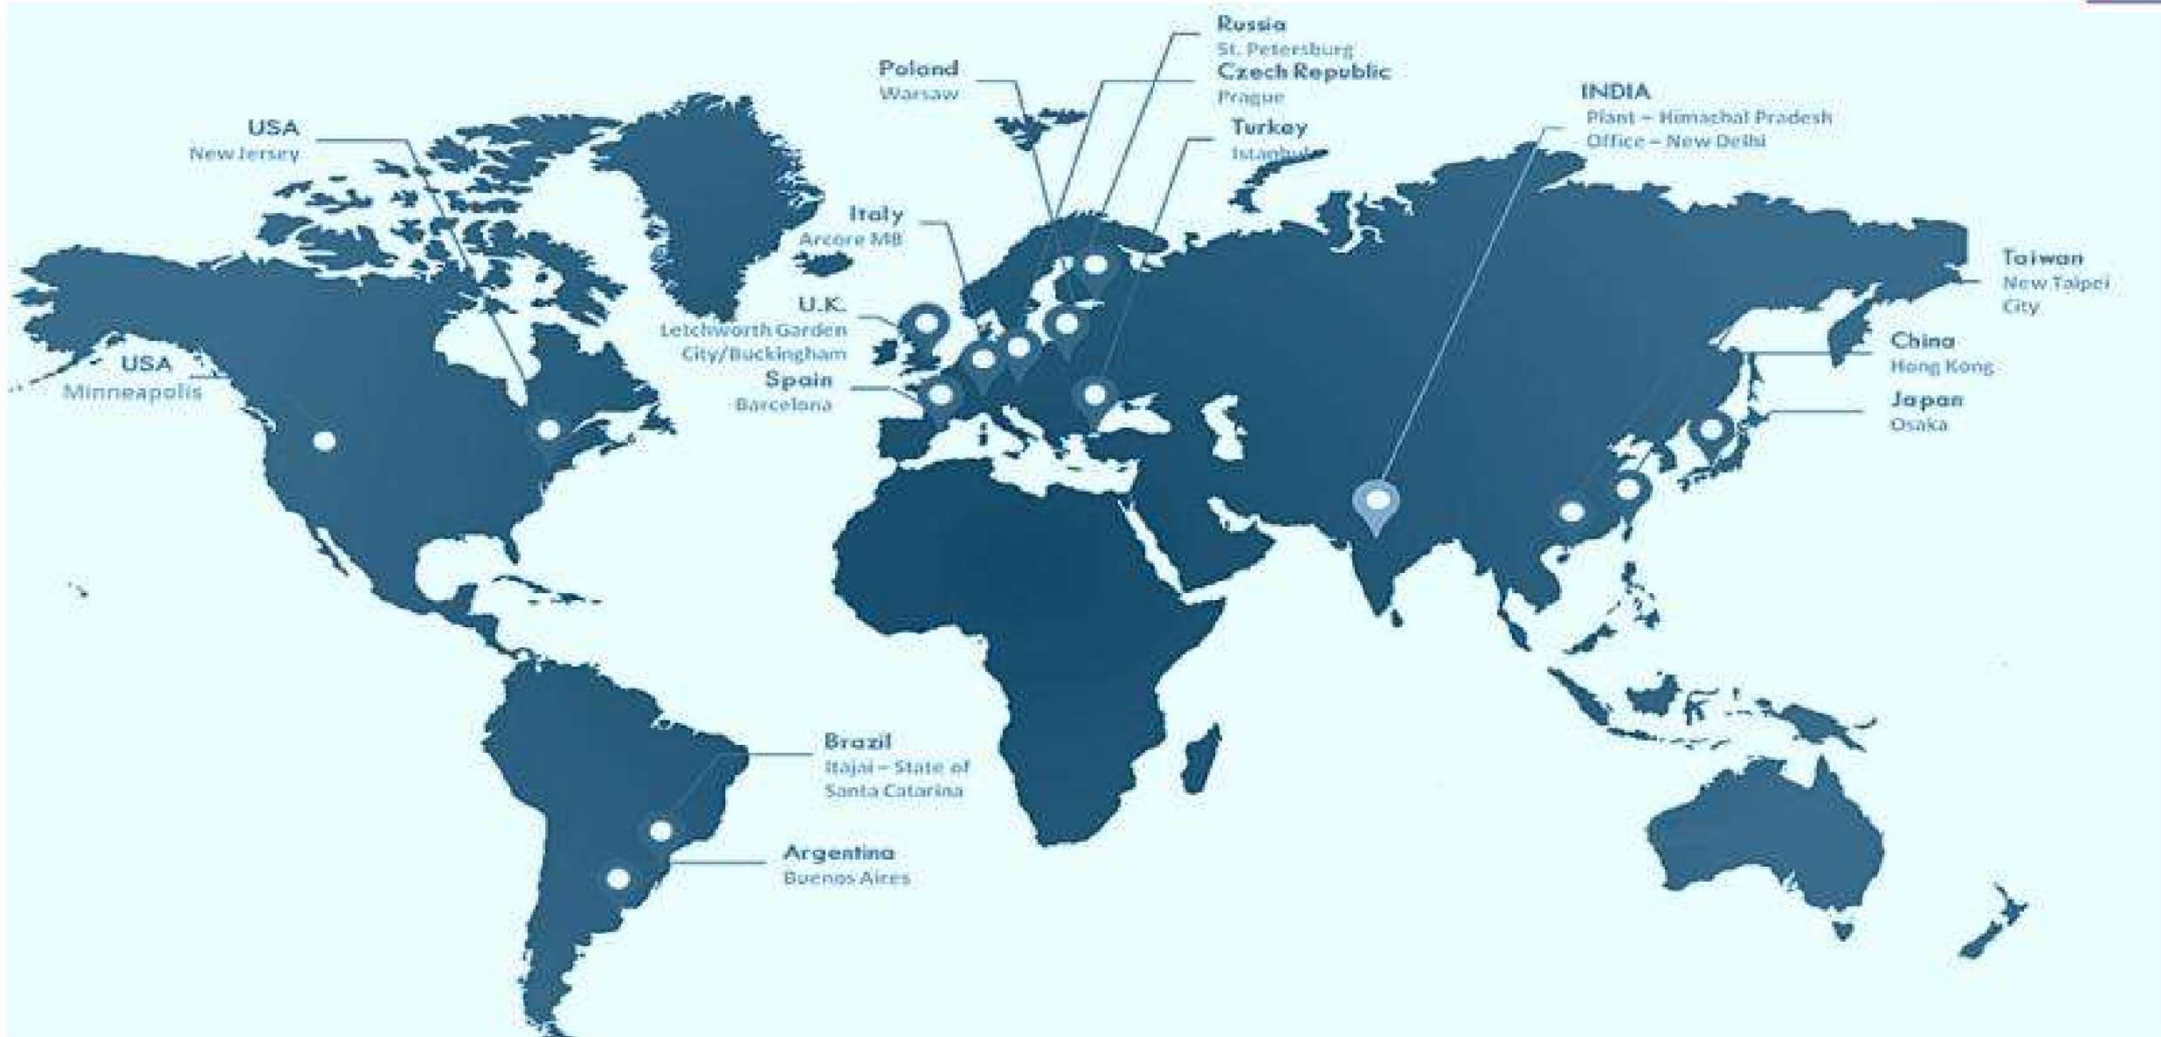 Russia
St. Petersburg
Czech Republic
Prague
Turkey
Istanbul
Poland
Warsaw
INDIA
Plant – Himachal Pradesh
Office – New Delhi
USA
New Jersey
Italy
Arcore MB
U.K.
Letchworth Garden
City/Buckingham
Spain
Barcelona
USA
Minneapolis
Taiwan
New Taipei
City
China
Hong Kong
Japan
Osaka
Brazil
Itajai – State of
Santa Catarina
Argentina
Buenos Aires